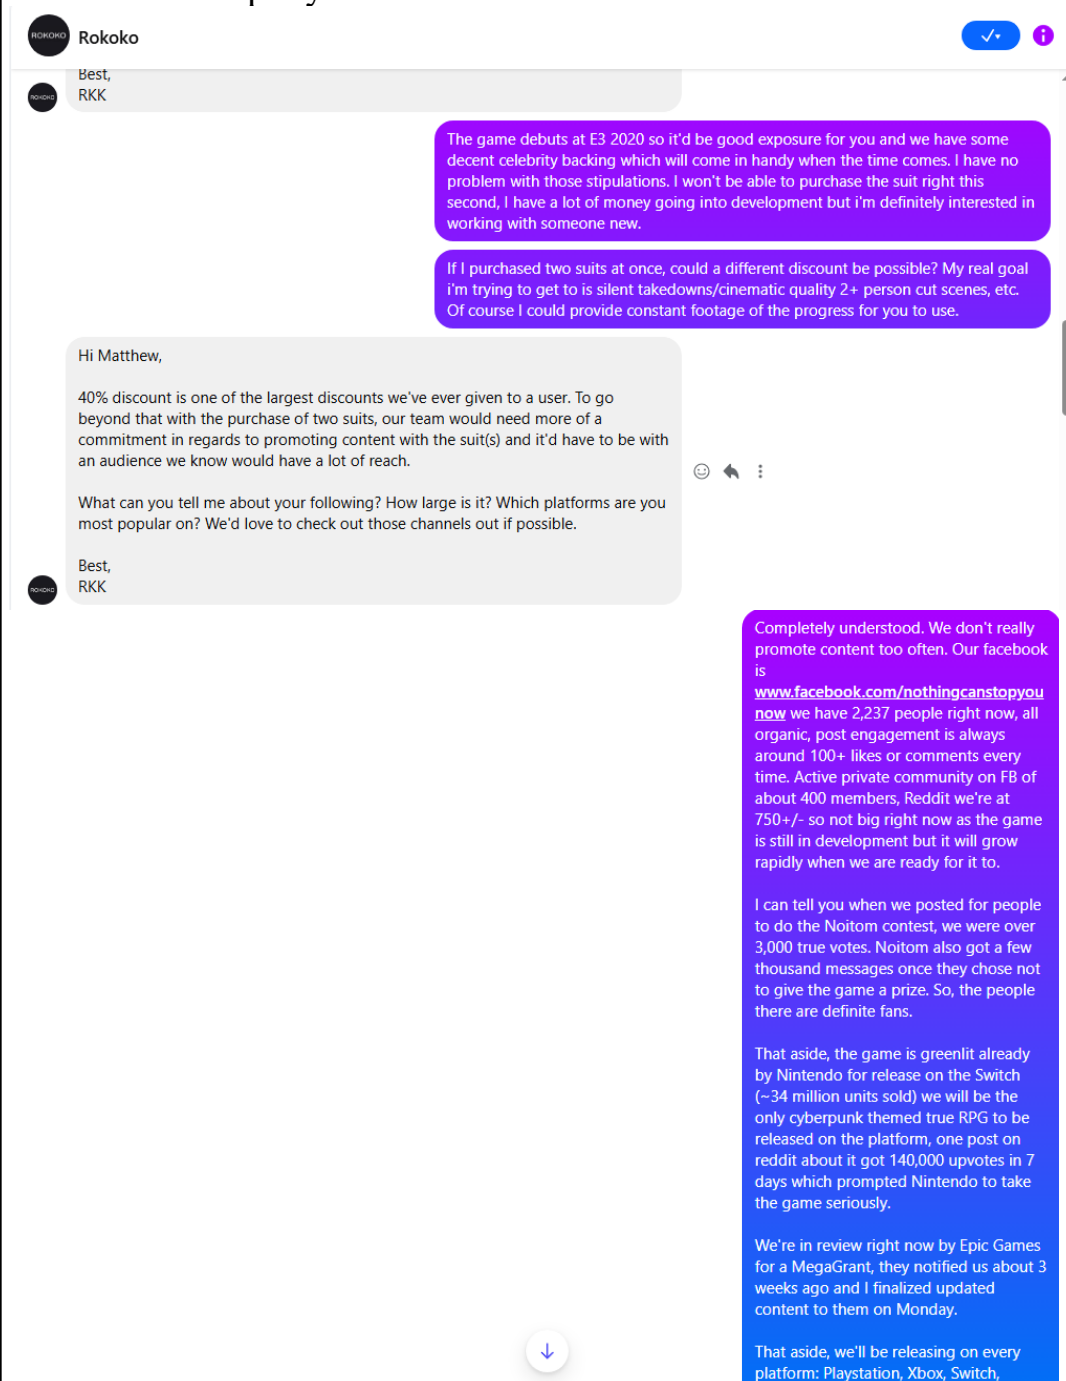 Rokoko
Best,
RKK
The game debuts at E3 2020 so it'd be good exposure for you and we have some
decent celebrity backing which will come in handy when the time comes. I have no
problem with those stipulations. I won't be able to purchase the suit right this
second, I have a lot of money going into development but i'm definitely interested in
working with someone new.
If I purchased two suits at once, could a different discount be possible? My real goal
i'm trying to get to is silent takedowns/cinematic quality 2+ person cut scenes, etc.
Of course I could provide constant footage of the progress for you to use.
Hi Matthew,
40% discount is one of the largest discounts we've ever given to a user. To go
beyond that with the purchase of two suits, our team would need more of a
commitment in regards to promoting content with the suit(s) and it'd have to be with
an audience we know would have a lot of reach.
What can you tell me about your following? How large is it? Which platforms are you
most popular on? We'd love to check out those channels out if possible.
Best,
RKK
Completely understood. We don't really
promote content too often. Our facebook
is
www.facebook.com/nothingcanstopyou
now we have 2,237 people right now, all
organic, post engagement is always
around 100+ likes or comments every
time. Active private community on FB of
about 400 members, Reddit we're at
750+/- so not big right now as the game
is still in development but it will grow
rapidly when we are ready for it to.
I can tell you when we posted for people
to do the Noitom contest, we were over
3,000 true votes. Noitom also got a few
thousand messages once they chose not
to give the game a prize. So, the people
there are definite fans.
That aside, the game is greenlit already
by Nintendo for release on the Switch
(~34 million units sold) we will be the
only cyberpunk themed true RPG to be
released on the platform, one post on
reddit about it got 140,000 upvotes in 7
days which prompted Nintendo to take
the game seriously.
We're in review right now by Epic Games
for a MegaGrant, they notified us about 3
weeks ago and I finalized updated
content to them on Monday.
That aside, we'll be releasing on every
platform: Playstation, Xbox, Switch,